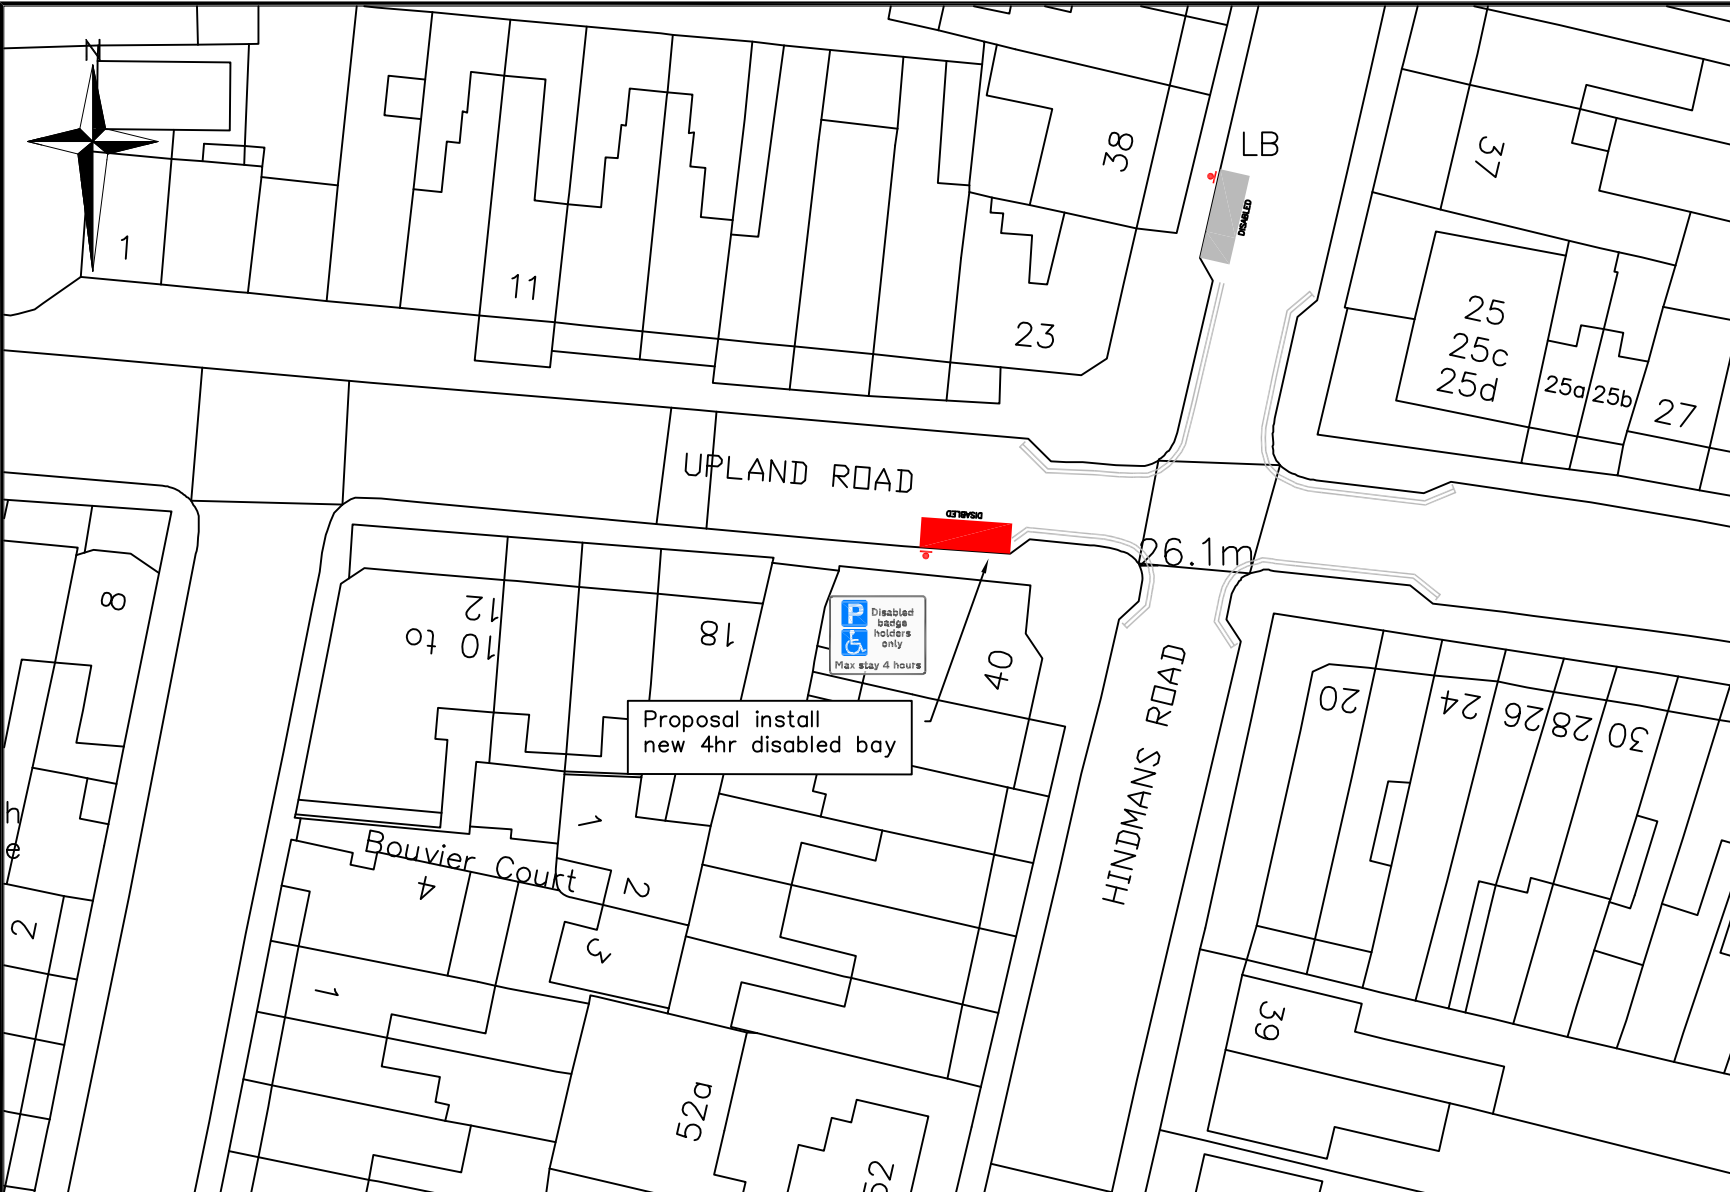 N
38
LB
37
DISABLED
1
11
23
25
25c
25d
25a
25b
27
UPLAND ROAD
DISABLED
26.1m
8
12
10 to
18
P
Disabled
badge
holders
only
Max stay 4 hours
40
HINDMANS ROAD
20
24
26
28
30
Proposal install
new 4hr disabled bay
h
e
1
Bouvier Court
4
2
2
3
1
39
52a
52